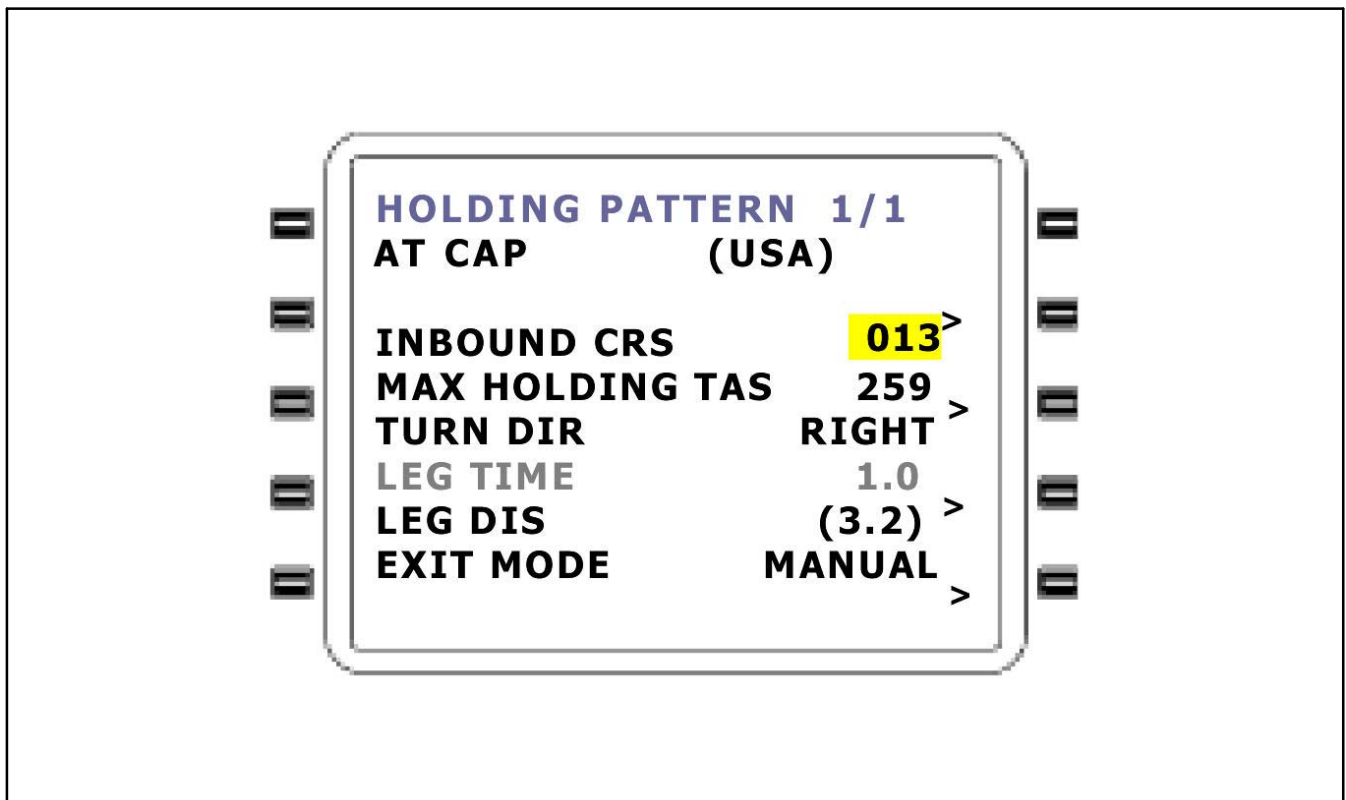 HOLDING PATTERN 1/1
AT CAP (USA)
>
INBOUND CRS 013
MAX HOLDING TAS 259
>
TURN DIR RIGHT
LEG TIME 1.0
LEG DIS (3.2) >
EXIT MODE MANUAL
>